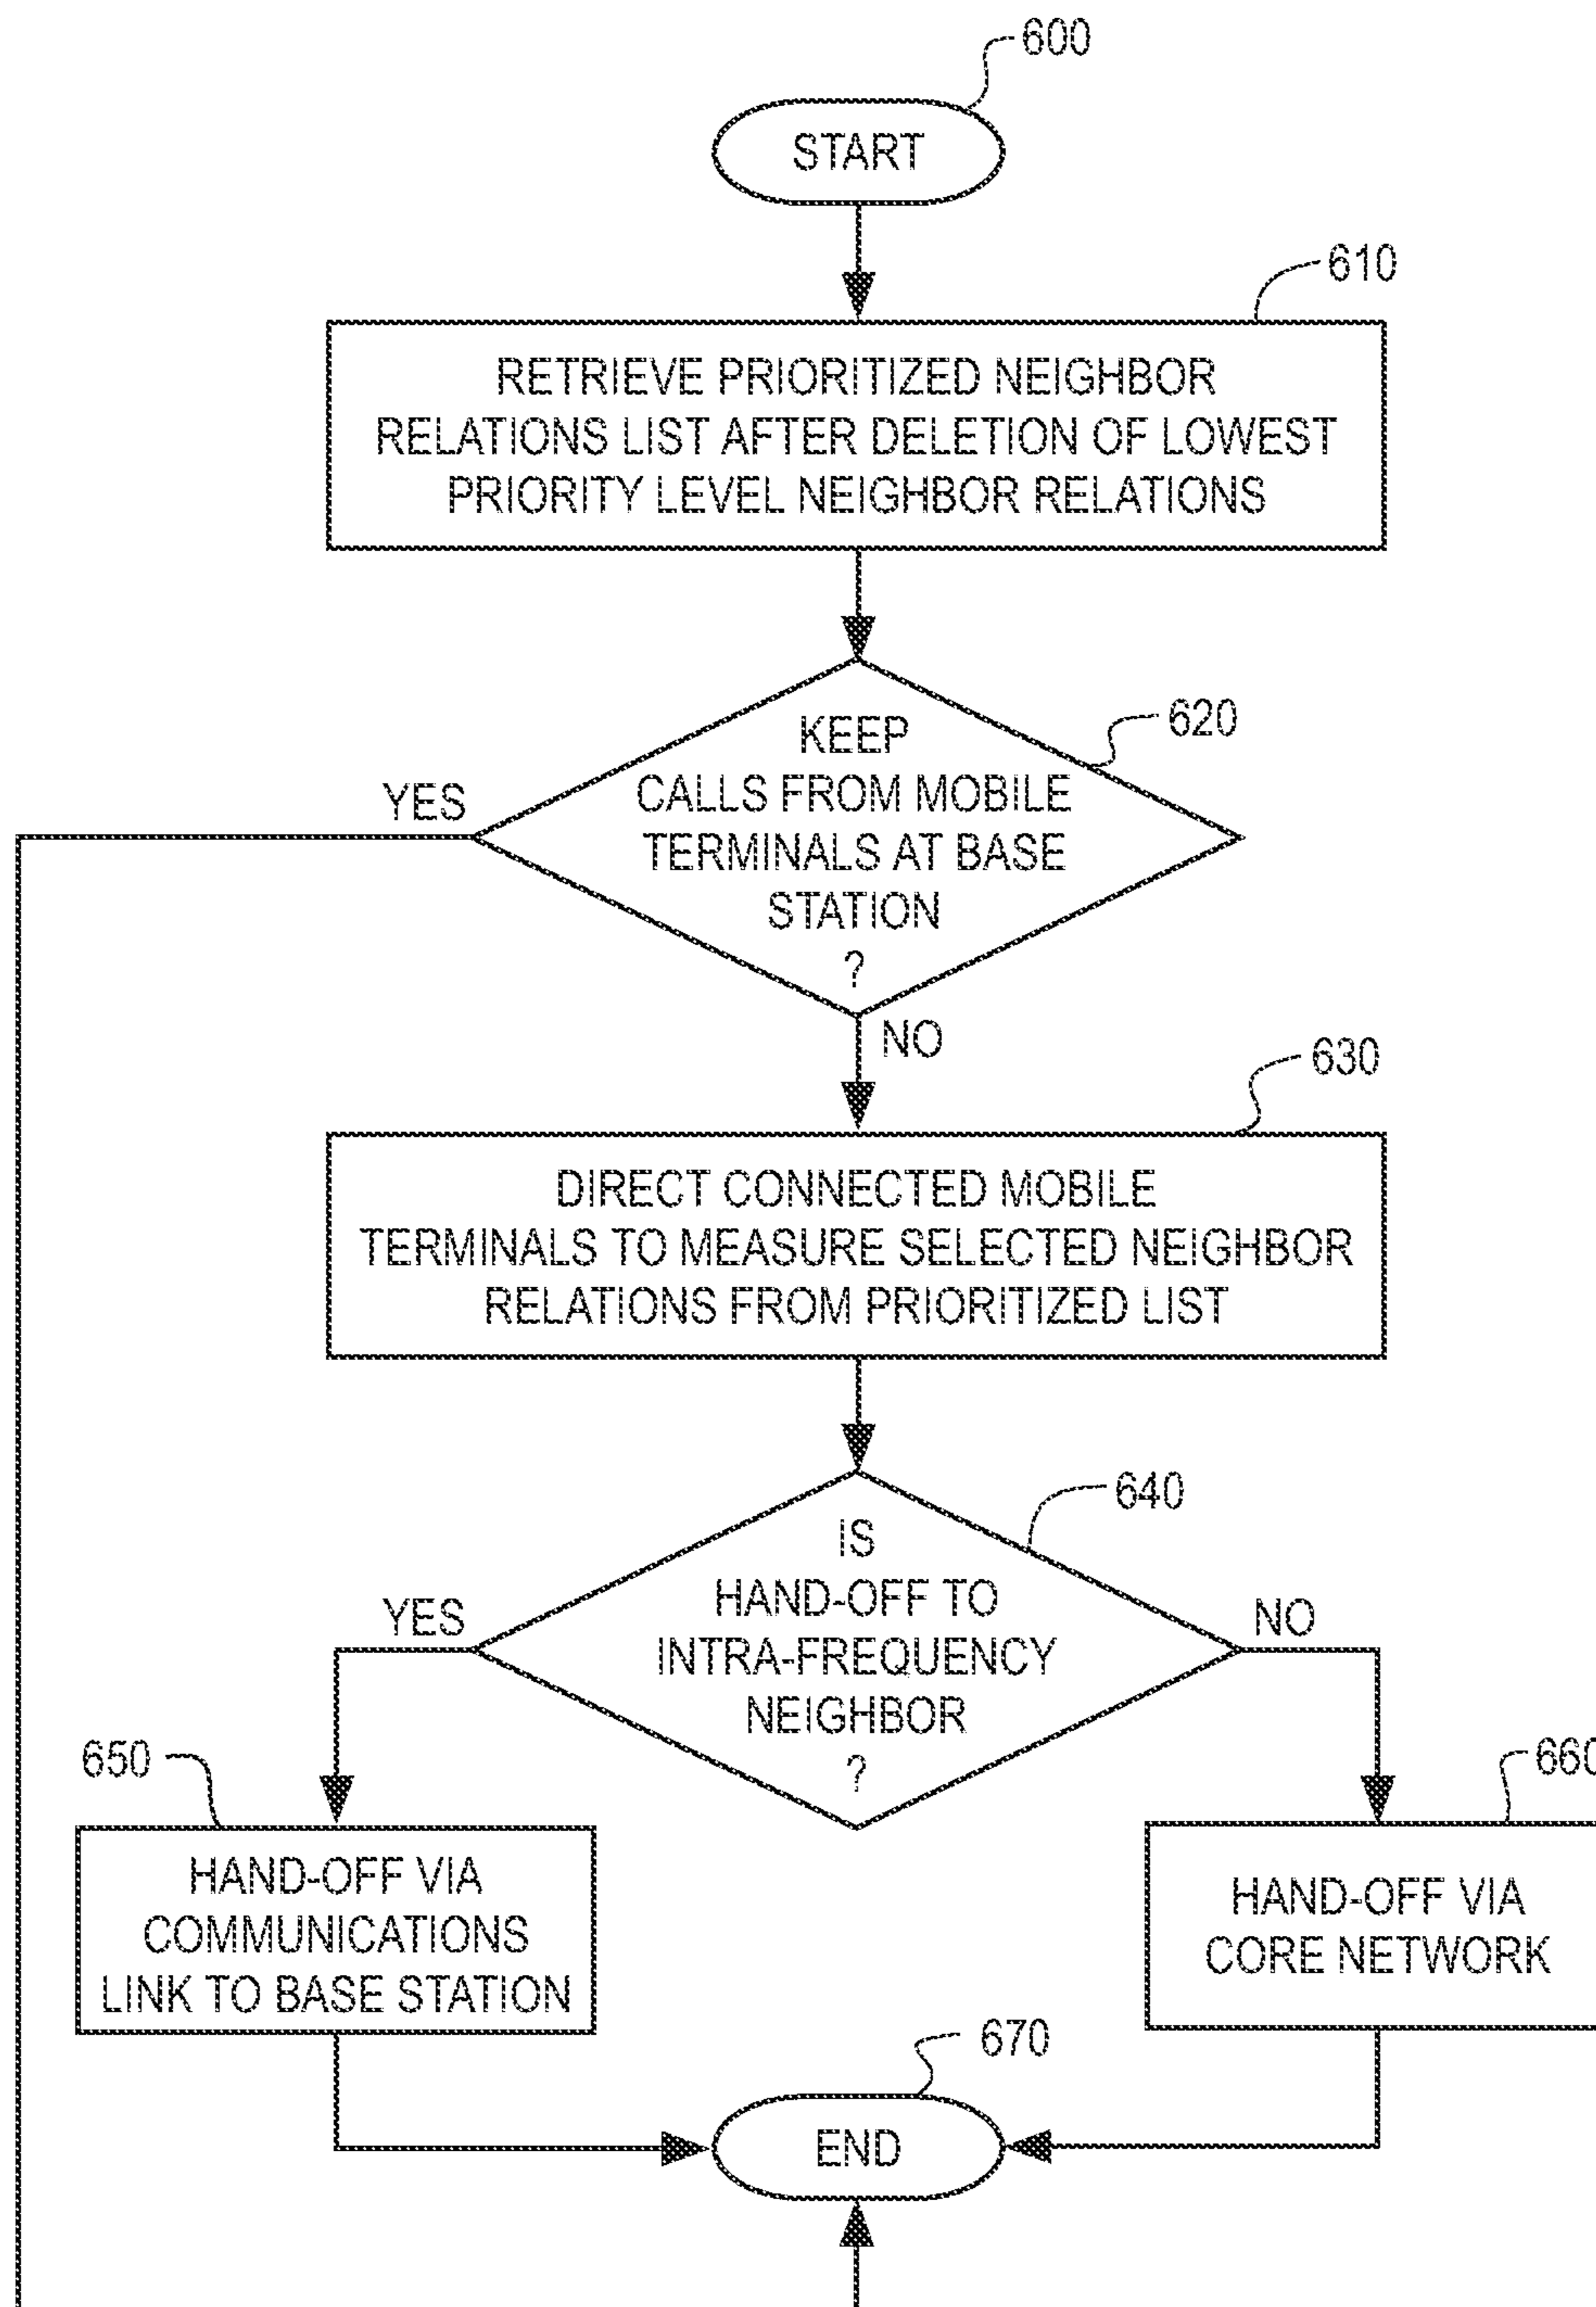 600
START
610
RETRIEVE PRIORITIZED NEIGHBOR
RELATIONS LIST AFTER DELETION OF LOWEST
PRIORITY LEVEL NEIGHBOR RELATIONS
620
KEEP
CALLS FROM MOBILE
TERMINALS AT BASE
STATION
?
YES
NO
630
DIRECT CONNECTED MOBILE
TERMINALS TO MEASURE SELECTED NEIGHBOR
RELATIONS FROM PRIORITIZED LIST
640
IS
HAND-OFF TO
INTRA-FREQUENCY
NEIGHBOR
?
YES
NO
650
HAND-OFF VIA
COMMUNICATIONS
LINK TO BASE STATION
660
HAND-OFF VIA
CORE NETWORK
670
END